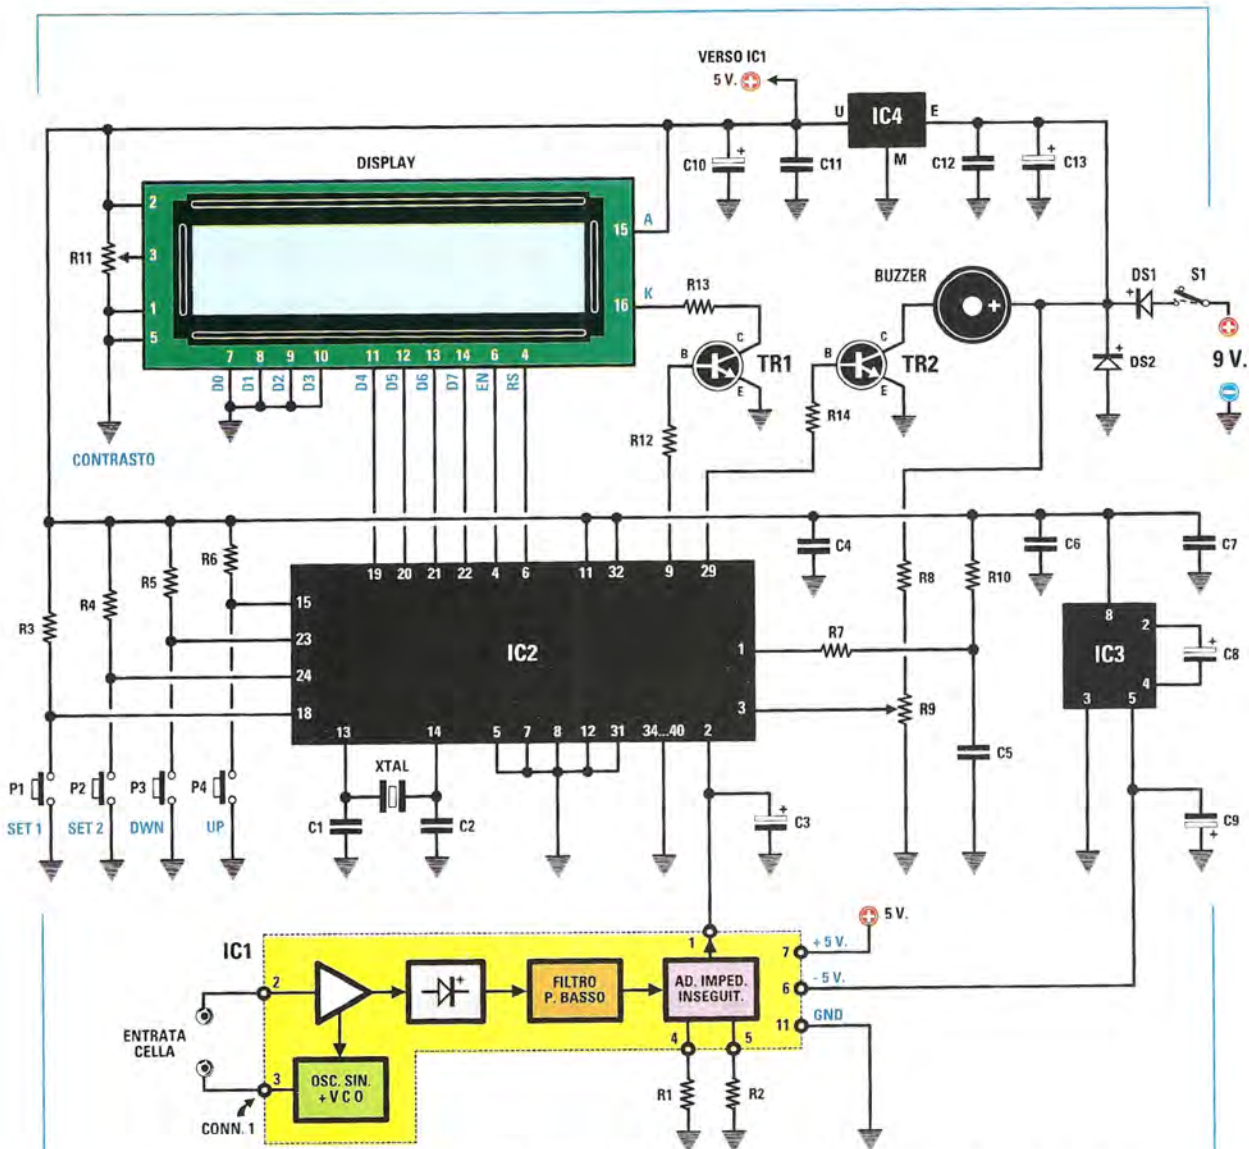 VERSO IC1
5 V.
U
IC4
E
M
C10
+
C11
C12
C13
+
DISPLAY
2
3
1
5
R11
15
A
16
K
7
8
9
10
11
12
13
14
6
4
D0
D1
D2
D3
D4
D5
D6
D7
EN
RS
CONTRASTO
R13
B
C
E
TR1
R12
BUZZER
+
B
C
E
TR2
R14
DS1
+
S1
DS2
+
9 V.
R3
R4
R5
R6
C4
C6
C7
R8
R10
19
20
21
22
4
6
11
32
9
29
15
23
24
18
IC2
1
3
R7
R9
C5
13
14
5
7
8
12
31
34...40
2
XTAL
C1
C2
C3
+
8
2
4
3
5
IC3
C8
+
C9
+
P1
P2
P3
P4
SET 1
SET 2
DWN
UP
IC1
2
3
1
4
5
7
6
11
+
FILTRO
P. BASSO
AD. IMPED.
INSEGUIT.
OSC. SIN.
+ V C O
ENTRATA
CELLA
CONN. 1
R1
R2
+ 5 V.
- 5 V.
GND
5 V.